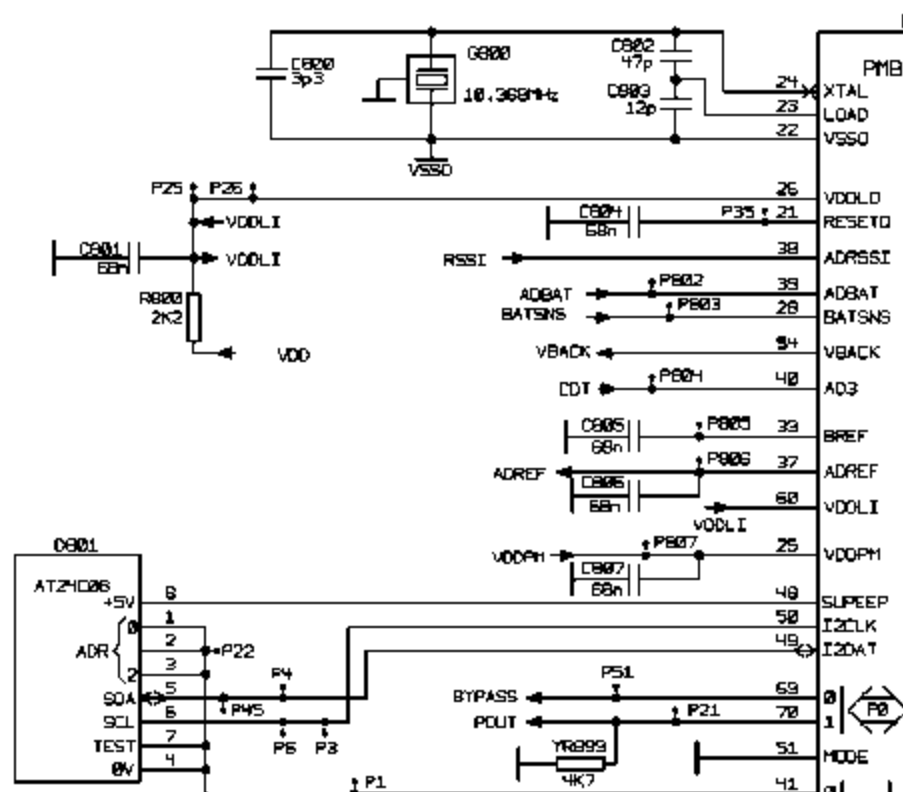 C800
3p3
G800
10.368MHz
C802
47p
C803
12p
PMB
24
XTAL
23
LOAD
22
VSSO
VSSO
P25
P26
26
VDDLO
VDDLI
C804
68n
P35
21
RESETO
C801
68n
VDDLI
RSSI
38
ADRSSI
R800
2K2
ADBAT
P802
39
ADBAT
BATSNS
P803
28
BATSNS
VDD
VBACK
54
VBACK
CDT
P804
40
AD3
C805
68n
P805
33
BREF
ADREF
P806
37
ADREF
C806
68n
60
VDDLI
VDDLI
D801
VDDPM
P807
25
VDDPM
C807
68n
AT24C08
+5V
8
48
SUPEEP
ADR
0
1
50
I2CLK
2
P22
49
I2DAT
2
3
SDA
5
P4
P45
BYPASS
P51
69
0
P0
SCL
6
P6
P3
POUT
P21
70
1
TEST
7
YR899
4K7
51
MODE
0V
4
P1
41